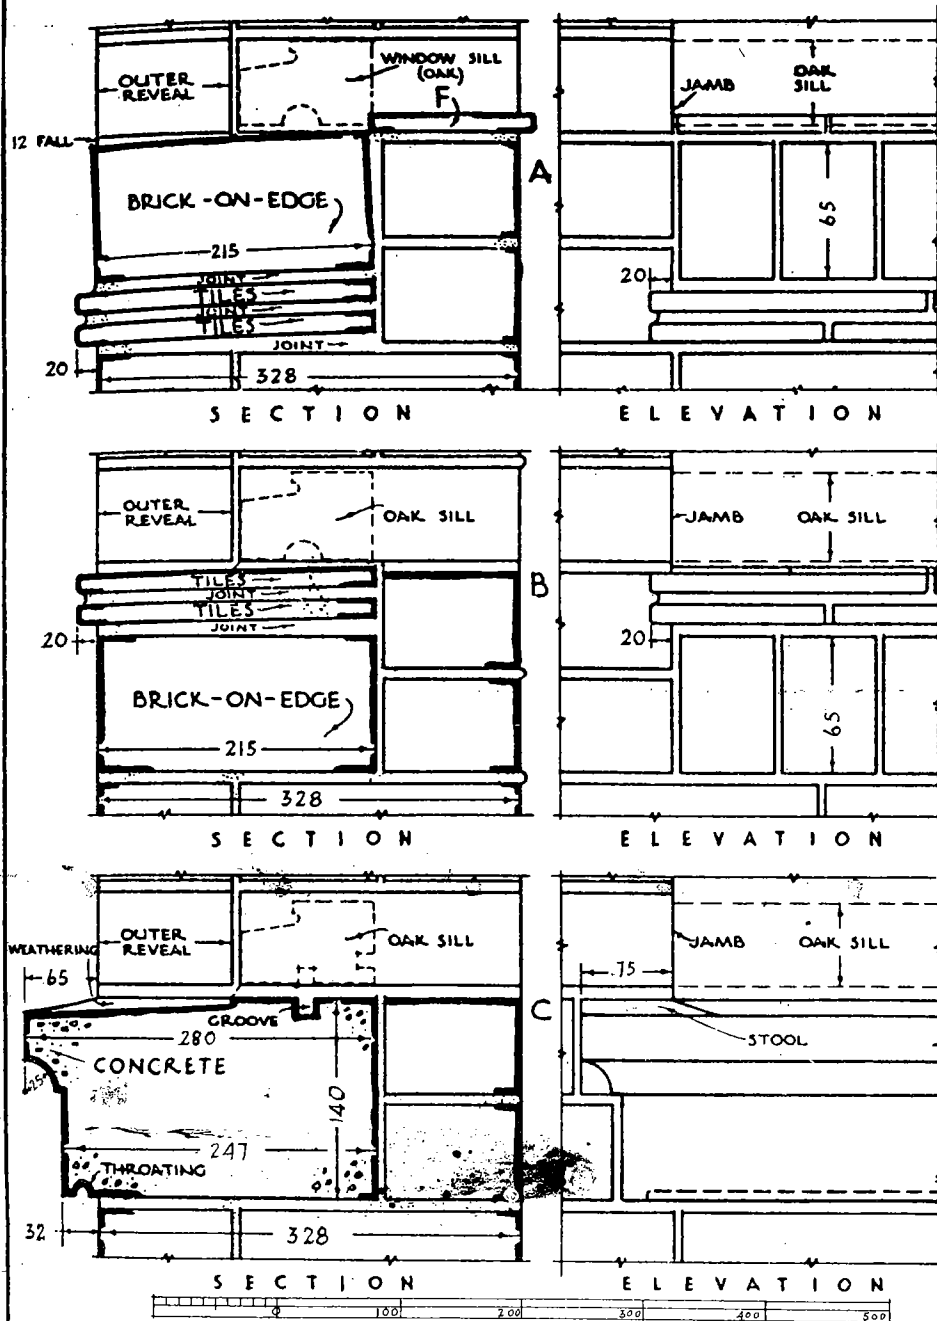 OUTER
REVEAL
WINDOW SILL
(OAK)
F
12 FALL
BRICK-ON-EDGE
215
JOINT
TILES
JOINT
TILES
JOINT
20
328
A
JAMB
OAK
SILL
65
20
SECTION
ELEVATION
OUTER
REVEAL
OAK SILL
TILES
JOINT
TILES
JOINT
20
BRICK-ON-EDGE
215
328
B
JAMB
OAK SILL
20
65
SECTION
ELEVATION
WEATHERING
65
OUTER
REVEAL
OAK SILL
GROOVE
280
CONCRETE
25
140
247
THROATING
32
328
C
JAMB
OAK SILL
75
STOOL
SECTION
ELEVATION
0 100 200 300 400 500